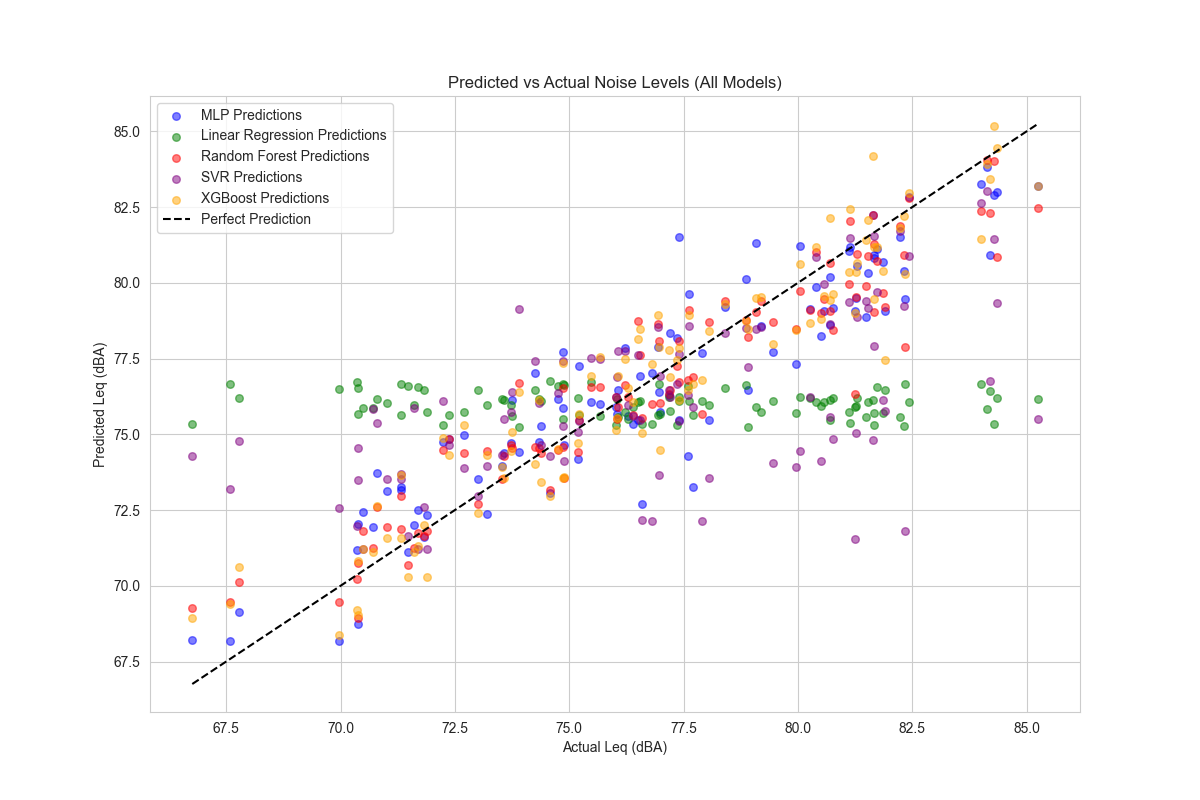 Predicted vs Actual Noise Levels (All Models)
MLP Predictions
Linear Regression Predictions
Random Forest Predictions
SVR Predictions
XGBoost Predictions
Perfect Prediction
85.0
82.5
80.0
77.5
75.0
72.5
70.0
67.5
Predicted Leq (dBA)
67.5 70.0 72.5 75.0 77.5 80.0 82.5 85.0
Actual Leq (dBA)